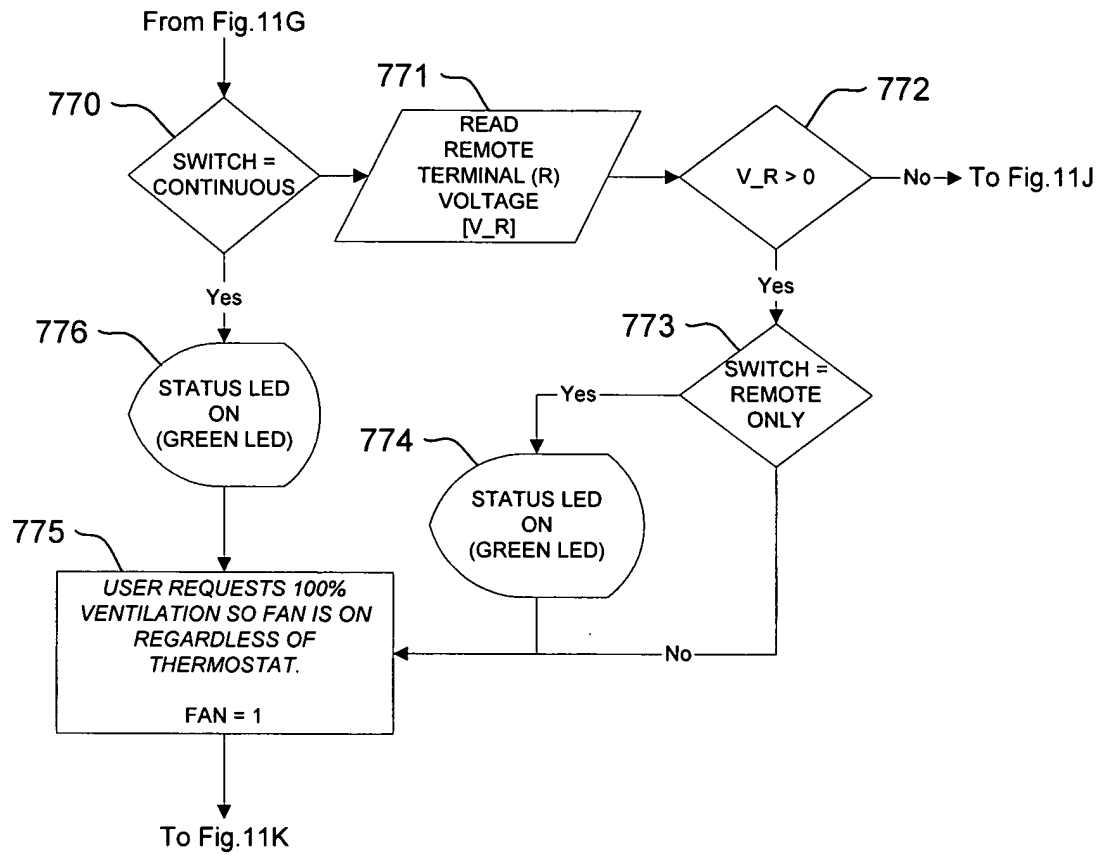 From Fig.11G
770
SWITCH =
CONTINUOUS
771
READ
REMOTE
TERMINAL (R)
VOLTAGE
[V_R]
772
V_R > 0
No
To Fig.11J
Yes
Yes
776
STATUS LED
ON
(GREEN LED)
773
SWITCH =
REMOTE
ONLY
Yes
774
STATUS LED
ON
(GREEN LED)
No
775
USER REQUESTS 100%
VENTILATION SO FAN IS ON
REGARDLESS OF
THERMOSTAT.
FAN = 1
To Fig.11K